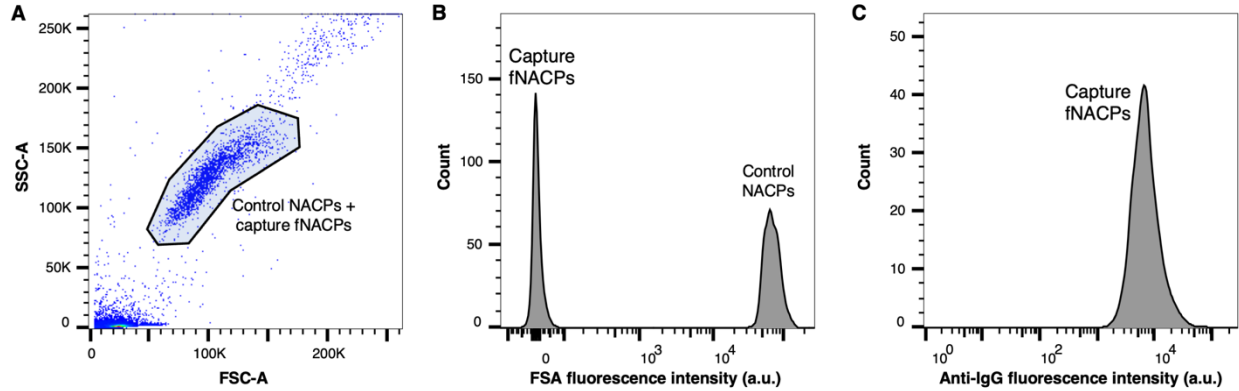 A
250K
200K
150K
100K
50K
0
SSC-A
Control NACPs +
capture fNACPs
0
100K
200K
FSC-A
B
150
100
50
0
Count
Capture
fNACPs
Control
NACPs
0
10³
10⁴
FSA fluorescence intensity (a.u.)
C
50
40
30
20
10
0
Count
Capture
fNACPs
10⁰
10²
10⁴
Anti-IgG fluorescence intensity (a.u.)